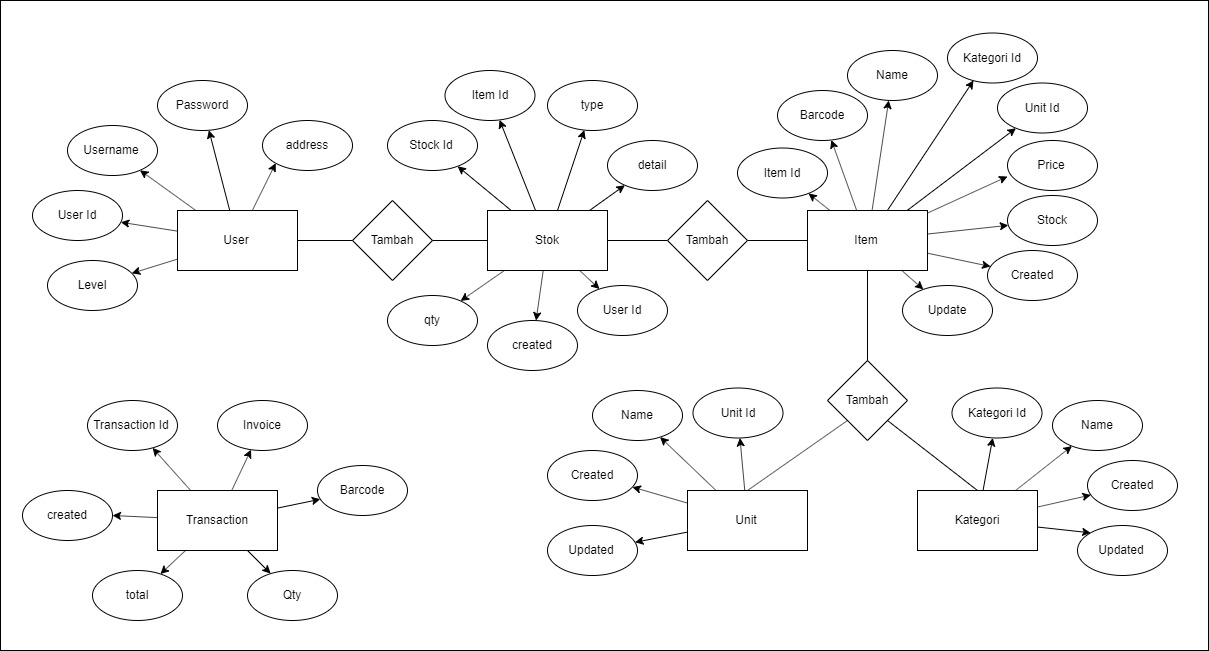 Password
Username
address
User Id
User
Level
Tambah
Item Id
type
Stock Id
detail
Stok
qty
created
User Id
Tambah
Kategori Id
Name
Unit Id
Barcode
Item Id
Price
Stock
Item
Created
Update
Tambah
Transaction Id
Invoice
Barcode
created
Transaction
total
Qty
Name
Unit Id
Created
Unit
Updated
Kategori Id
Name
Created
Kategori
Updated